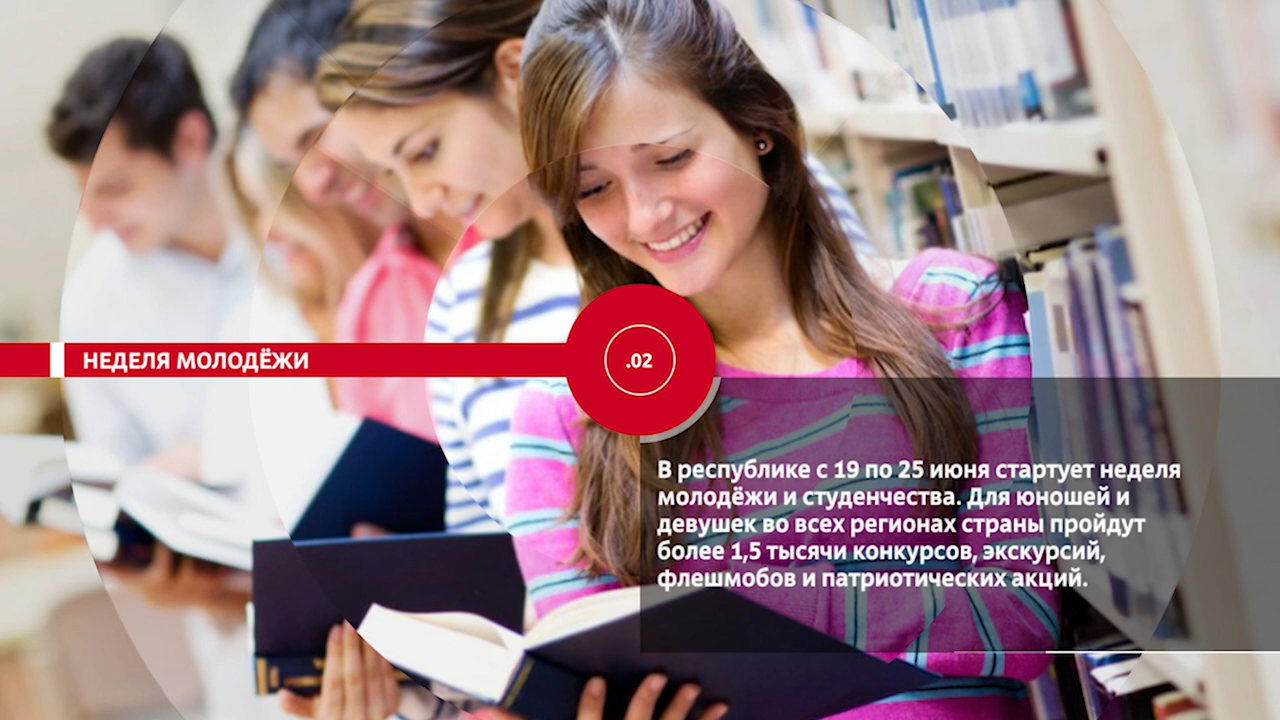 НЕДЕЛЯ МОЛОДЁЖИ
.02
В республике с 19 по 25 июня стартует неделя
молодёжи и студенчества. Для юношей и
девушек во всех регионах страны пройдут
более 1,5 тысячи конкурсов, экскурсий,
флешмобов и патриотических акций.